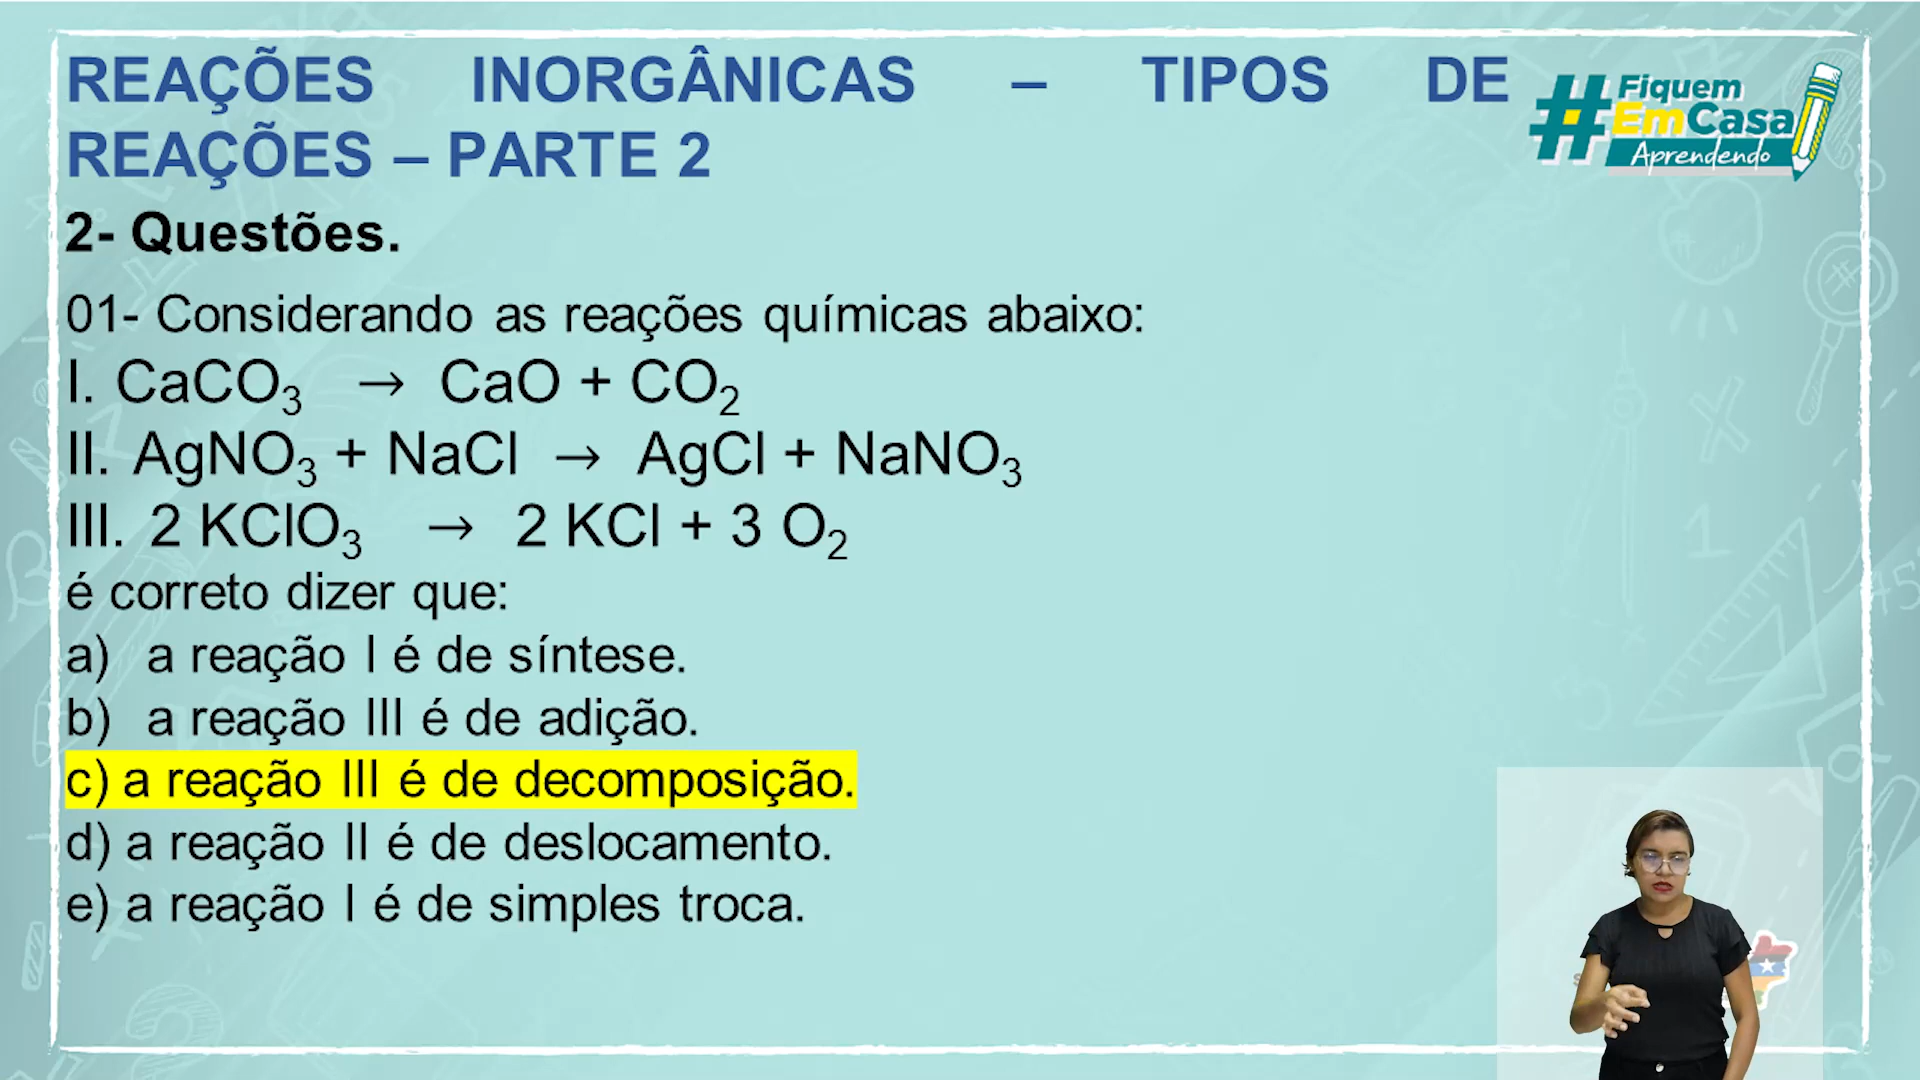 REAÇÕES INORGÂNICAS – TIPOS DE
REAÇÕES – PARTE 2
#Fiquem
EmCasa
Aprendendo
2- Questões.
01- Considerando as reações químicas abaixo:
I. CaCO₃ → CaO + CO₂
II. AgNO₃ + NaCl → AgCl + NaNO₃
III. 2 KClO₃ → 2 KCl + 3 O₂
é correto dizer que:
a) a reação I é de síntese.
b) a reação III é de adição.
c) a reação III é de decomposição.
d) a reação II é de deslocamento.
e) a reação I é de simples troca.